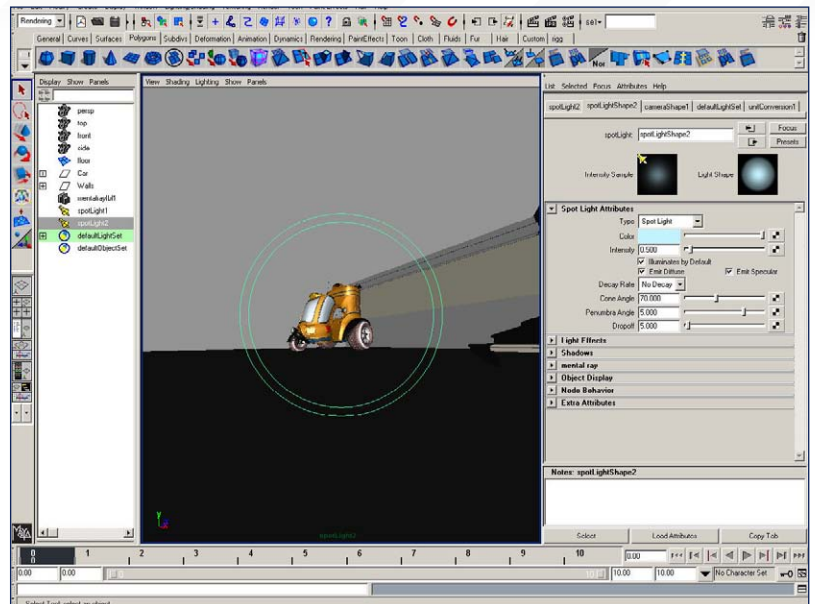 Rendering
sel▾
General Curves Surfaces Polygons Subdivs Deformation Animation Dynamics Rendering PaintEffects Toon Cloth Fluids Fur Hair Custom rigg
Nor
Display Show Panels
persp
top
front
side
floor
Car
Walls
spotLight1
spotLight2
defaultLightSet
defaultObjectSet
View Shading Lighting Show Panels
y
spotLight2
List Selected Focus Attributes Help
spotLight2 spotLightShape2 cameraShape1 defaultLightSet unitConversion1
spotLight: spotLightShape2
Focus
Presets
Intensity Sample
Light Shape
Spot Light Attributes
Type Spot Light
Color
Intensity 0.500
Illuminates by Default
Emit Diffuse Emit Specular
Decay Rate No Decay
Cone Angle 70.000
Penumbra Angle 5.000
Dropoff 5.000
Light Effects
Shadows
mental ray
Object Display
Node Behavior
Extra Attributes
Notes: spotLightShape2
Select Load Attributes Copy Tab
0 1 2 3 4 5 6 7 8 9 10
0.00
0.00 0.00 10.00 10.00 No Character Set